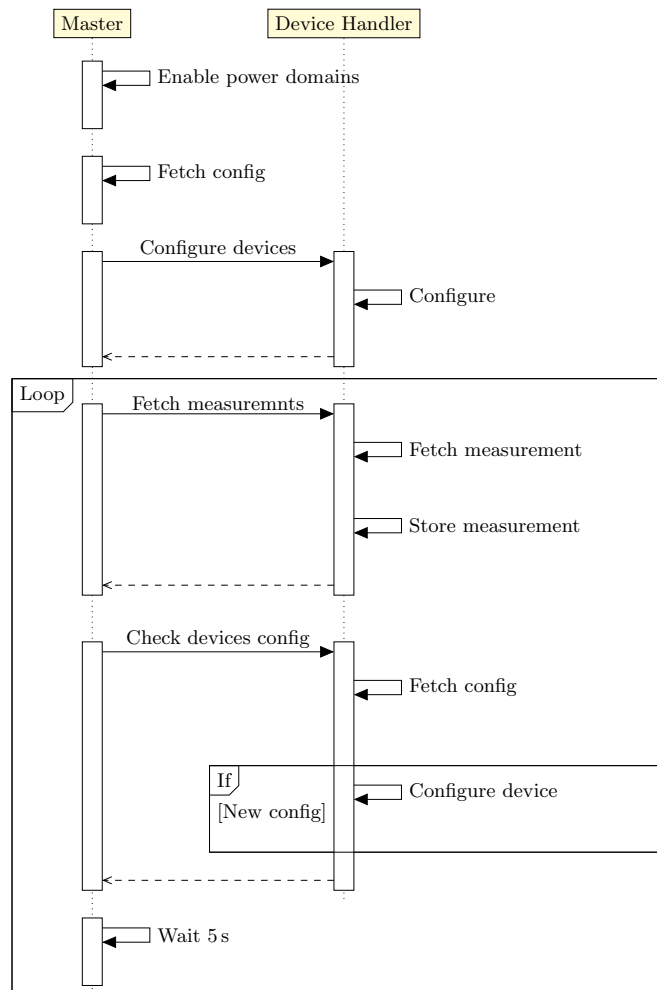 Master
Device Handler
Enable power domains
Fetch config
Configure devices
Configure
Loop
Fetch measuremnts
Fetch measurement
Store measurement
Check devices config
Fetch config
If
Configure device
[New config]
Wait 5 s